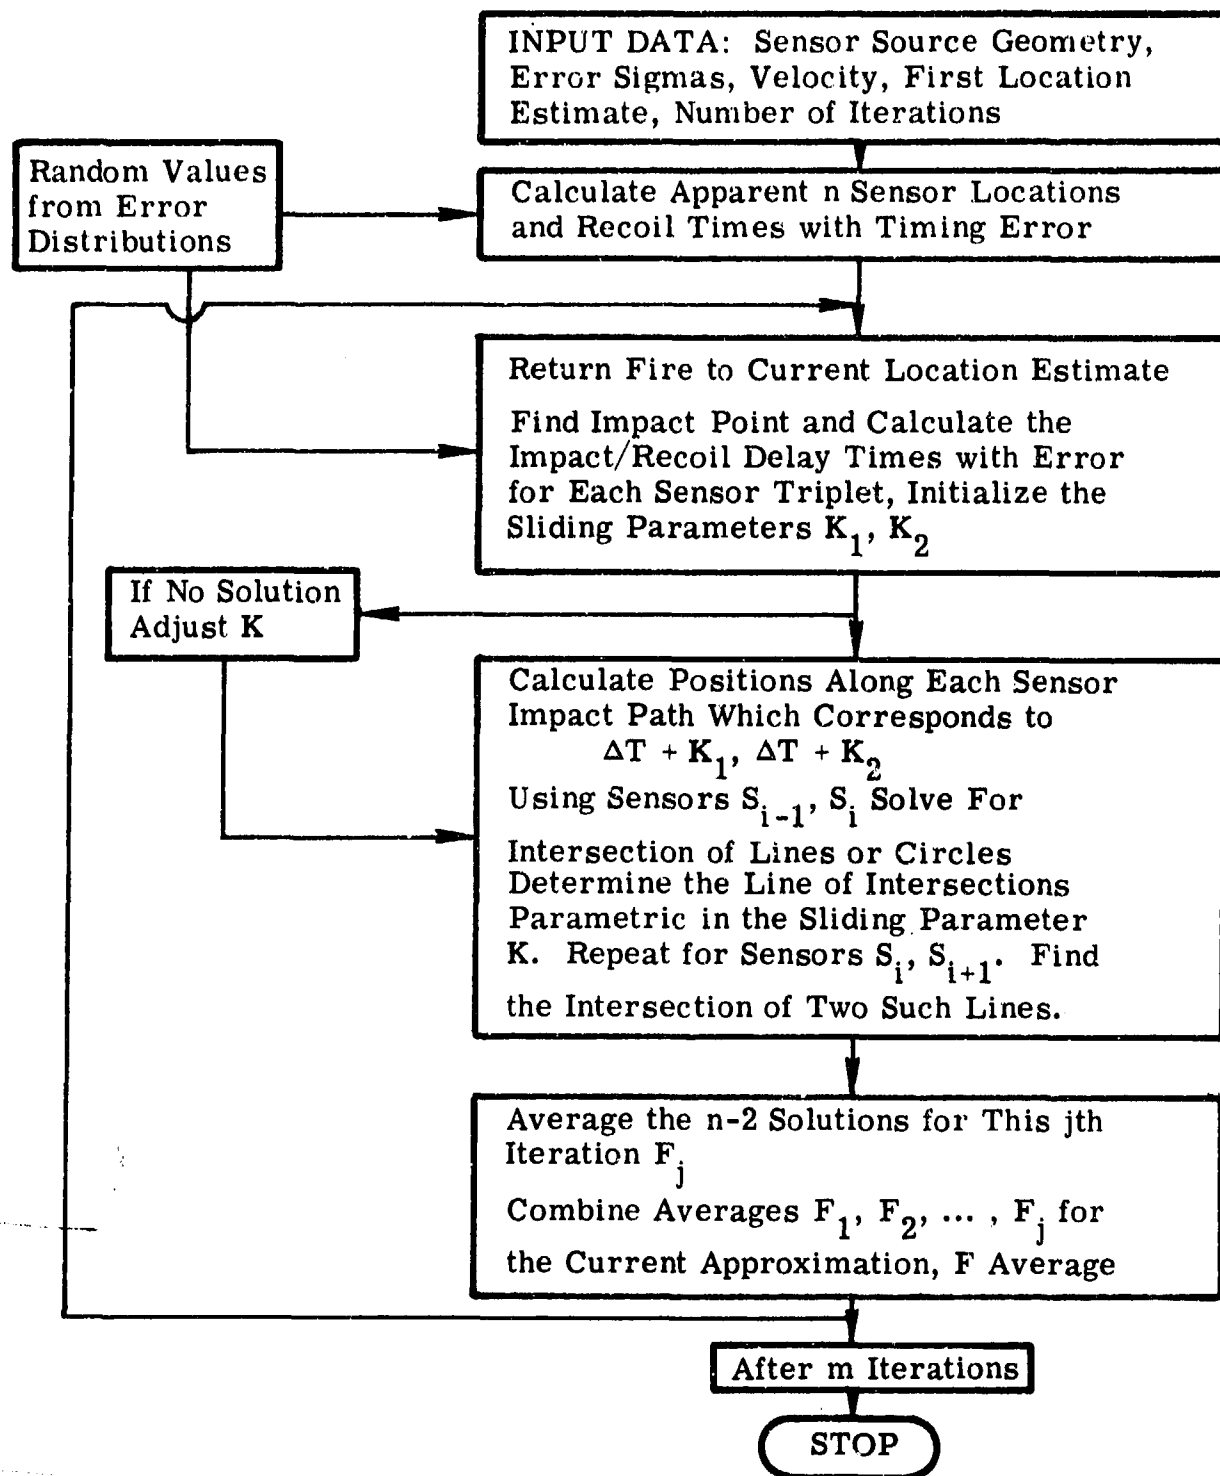 INPUT DATA: Sensor Source Geometry,
Error Sigmas, Velocity, First Location
Estimate, Number of Iterations
Random Values
from Error
Distributions
Calculate Apparent n Sensor Locations
and Recoil Times with Timing Error
Return Fire to Current Location Estimate
Find Impact Point and Calculate the
Impact/Recoil Delay Times with Error
for Each Sensor Triplet, Initialize the
Sliding Parameters K₁, K₂
If No Solution
Adjust K
Calculate Positions Along Each Sensor
Impact Path Which Corresponds to
ΔT + K₁, ΔT + K₂
Using Sensors S_{i-1}, S_i Solve For
Intersection of Lines or Circles
Determine the Line of Intersections
Parametric in the Sliding Parameter
K. Repeat for Sensors S_i, S_{i+1}. Find
the Intersection of Two Such Lines.
Average the n-2 Solutions for This jth
Iteration F_j
Combine Averages F₁, F₂, ... , F_j for
the Current Approximation, F Average
After m Iterations
STOP